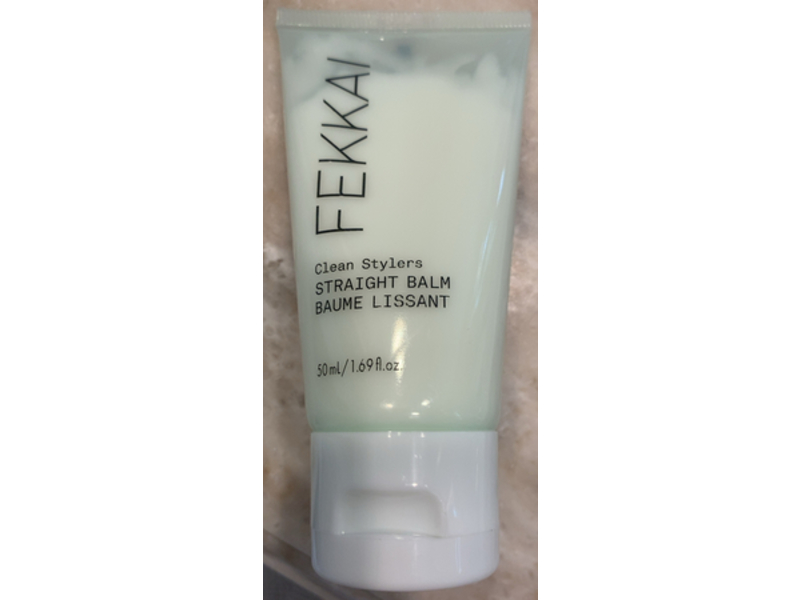 FEKKAI
Clean Stylers
STRAIGHT BALM
BAUME LISSANT
50 mL/1.69 fl.oz.